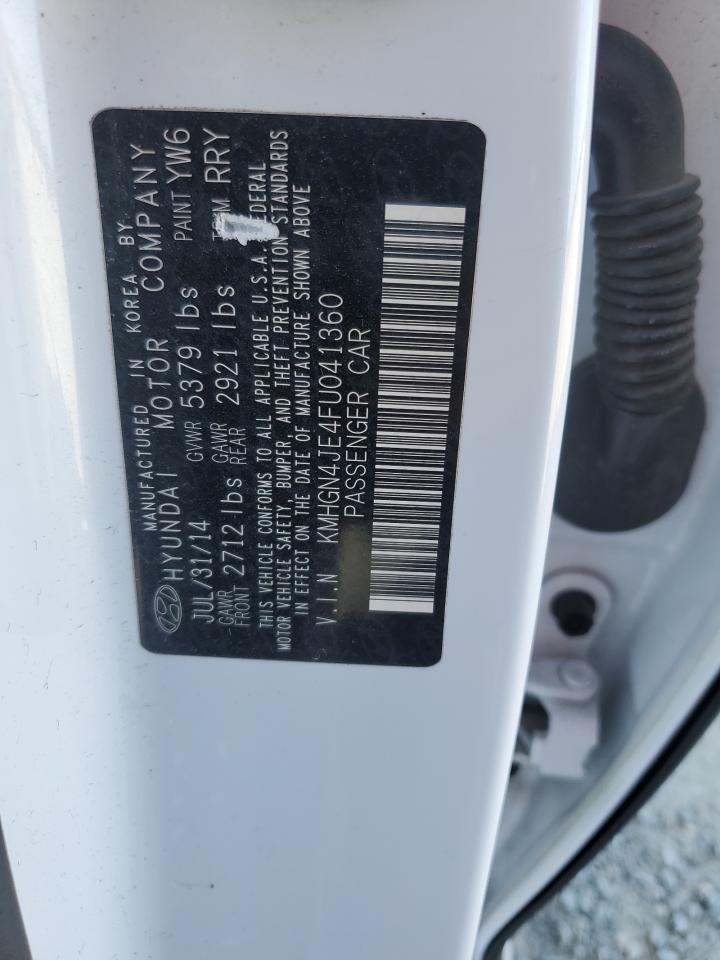 MANUFACTURED IN KOREA BY
HYUNDAI MOTOR COMPANY
JUL/31/14 GVWR 5379 lbs PAINT YW6
GAWR FRONT 2712 lbs GAWR REAR 2921 lbs RRY
THIS VEHICLE CONFORMS TO ALL APPLICABLE U.S.A. FEDERAL
MOTOR VEHICLE SAFETY, BUMPER, AND THEFT PREVENTION STANDARDS
IN EFFECT ON THE DATE OF MANUFACTURE SHOWN ABOVE
V.I.N KMHGN4JE4FU041360
PASSENGER CAR